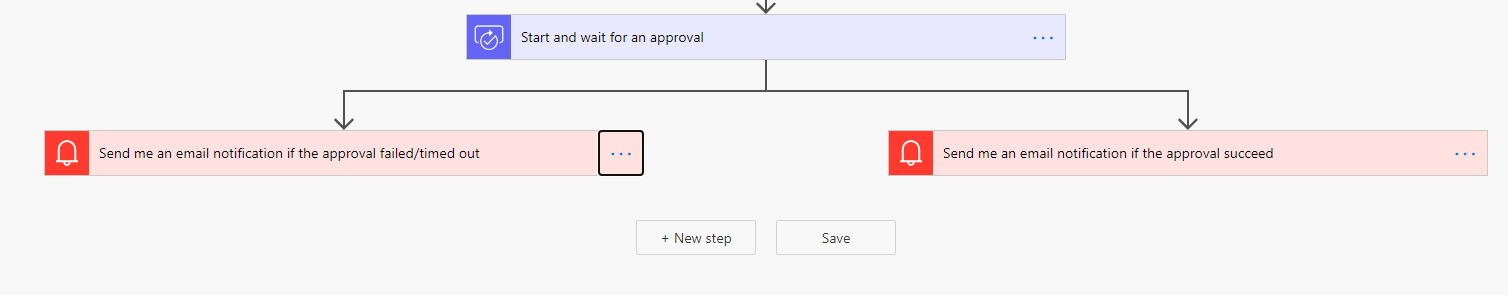 Start and wait for an approval
...
Send me an email notification if the approval failed/timed out
...
Send me an email notification if the approval succeed
...
+ New step
Save